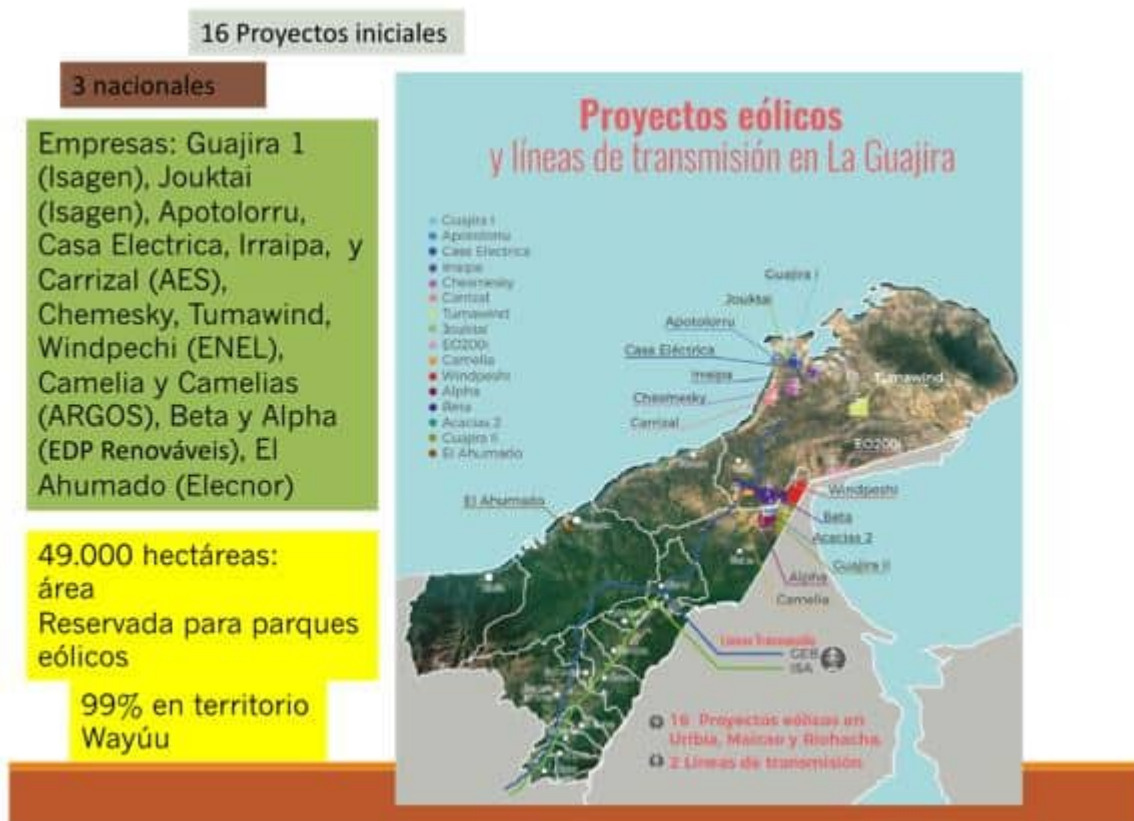 16 Proyectos iniciales
3 nacionales
Empresas: Guajira 1
(Isagen), Jouktai
(Isagen), Apotolorru,
Casa Electrica, Irraipa, y
Carrizal (AES),
Chemesky, Tumawind,
Windpechi (ENEL),
Camelia y Camelias
(ARGOS), Beta y Alpha
(EDP Renováveis), El
Ahumado (Elecnor)
49.000 hectáreas:
área
Reservada para parques
eólicos
99% en territorio
Wayúu
Proyectos eólicos
y líneas de transmisión en La Guajira
Guajira I
Apotolorru
Casa Electrica
Irraipa
Chesmesky
Carrizal
Tumawind
Jouktai
EO200i
Camelia
Windpeshi
Alpha
Beta
Acacias 2
Guajira II
El Ahumado
Guajira I
Jouktai
Apotolorru
Casa Eléctrica
Irraipa
Chesmesky
Carrizal
Tumawind
EO200i
Windpeshi
Beta
Acacias 2
Guajira II
Alpha
Camelia
El Ahumado
GEB
ISA
16 Proyectos eólicos en
Uribia, Maicao y Riohacha.
2 Líneas de transmisión